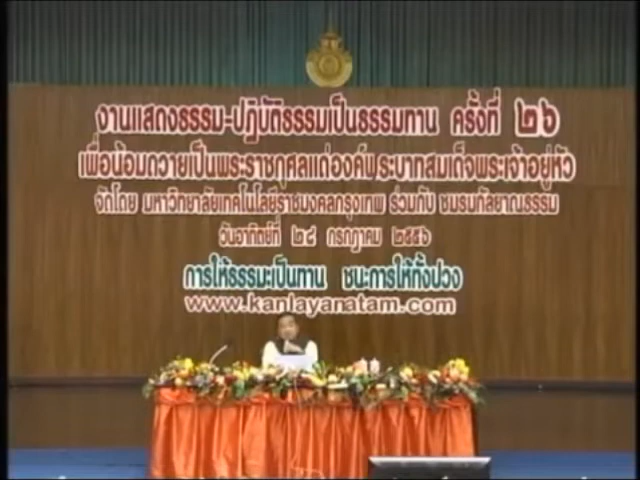 งานแสดงธรรม-ปฏิบัติธรรมเป็นธรรมทาน ครั้งที่ ๒๖
เพื่อน้อมถวายเป็นพระราชกุศลแด่องค์พระบาทสมเด็จพระเจ้าอยู่หัว
จัดโดย มหาวิทยาลัยเทคโนโลยีราชมงคลกรุงเทพ ร่วมกับ ชมรมกัลยาณธรรม
วันอาทิตย์ที่ ๒๘ กรกฎาคม ๒๕๕๖
การให้ธรรมะเป็นทาน ชนะการให้ทั้งปวง
www.kanlayanatam.com